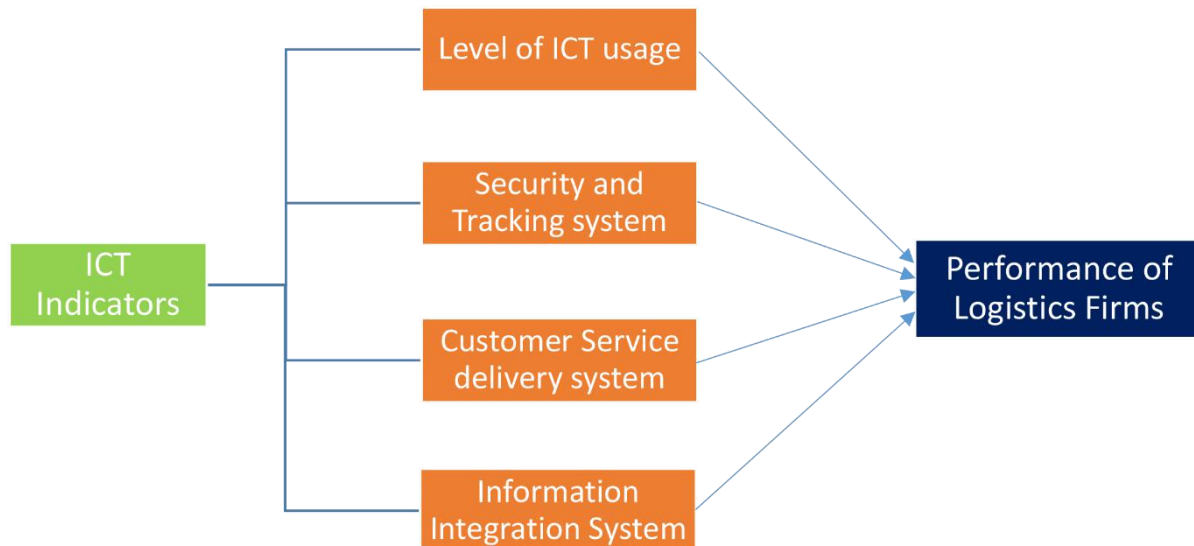 Level of ICT usage
Security and
Tracking system
ICT
Indicators
Performance of
Logistics Firms
Customer Service
delivery system
Information
Integration System